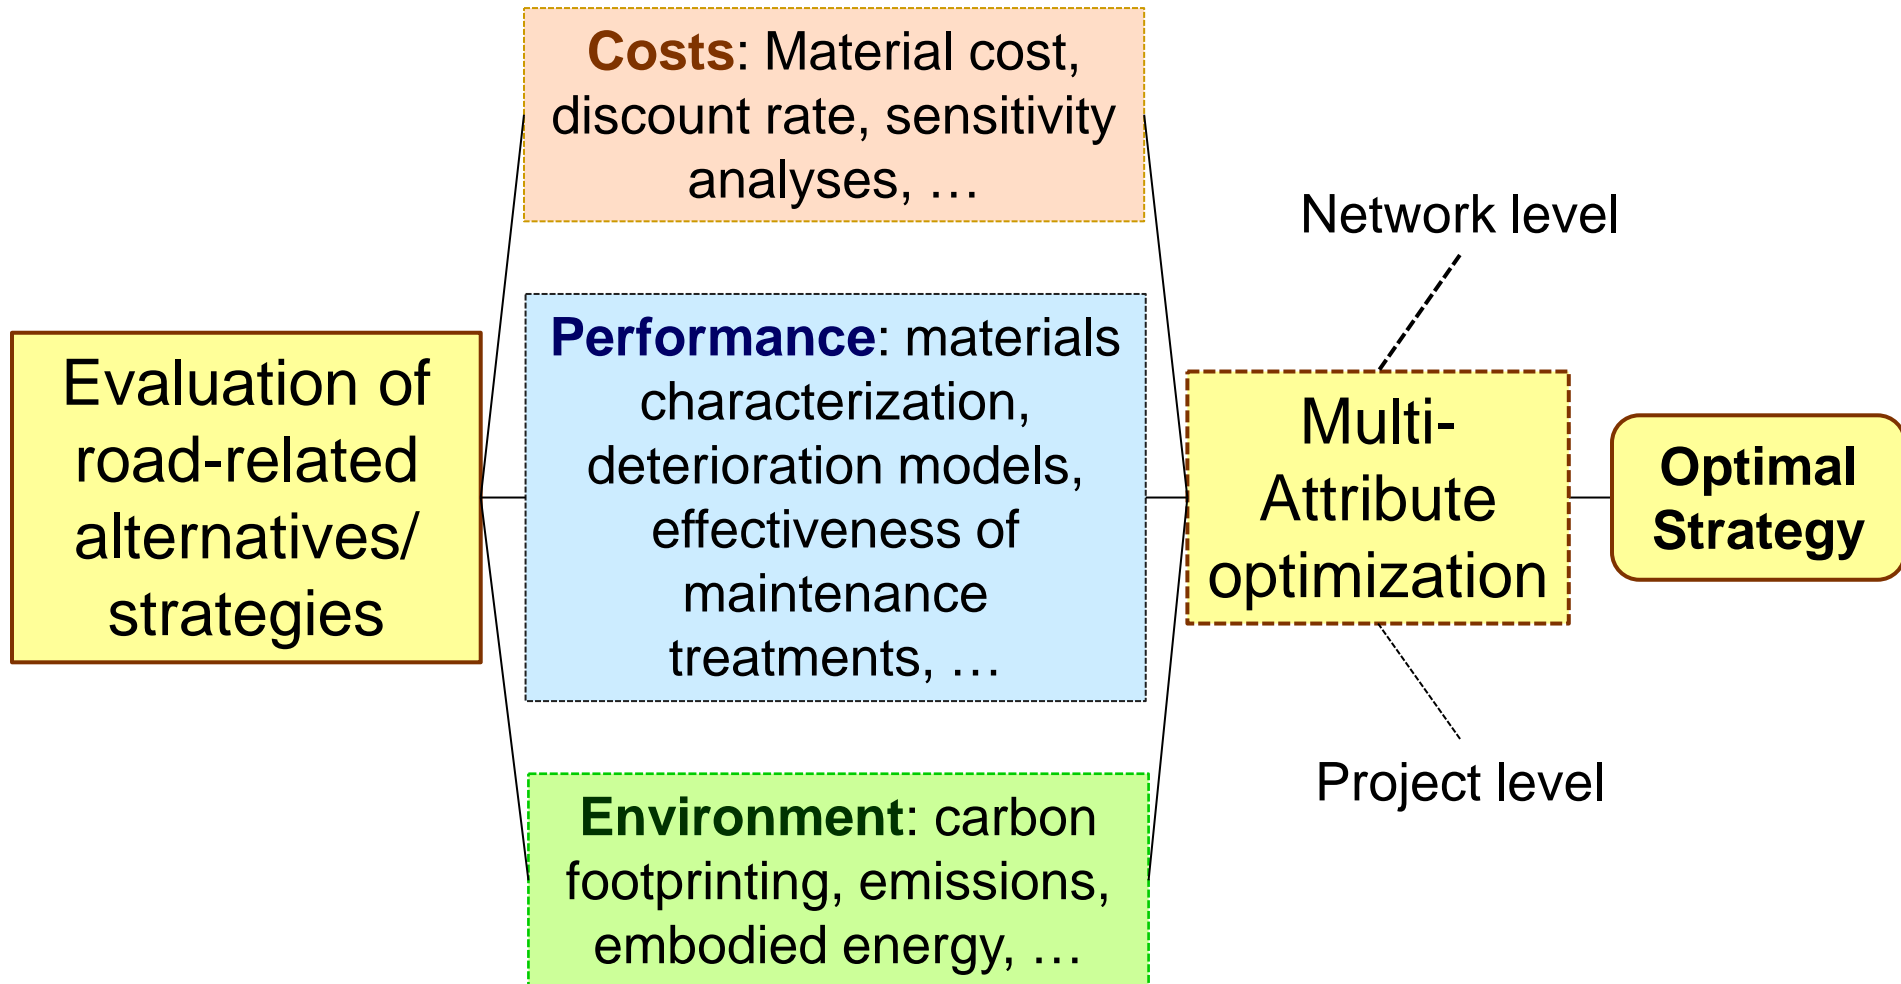 Evaluation of
road-related
alternatives/
strategies
Costs: Material cost,
discount rate, sensitivity
analyses, …
Performance: materials
characterization,
deterioration models,
effectiveness of
maintenance
treatments, …
Environment: carbon
footprinting, emissions,
embodied energy, …
Network level
Multi-
Attribute
optimization
Project level
Optimal
Strategy